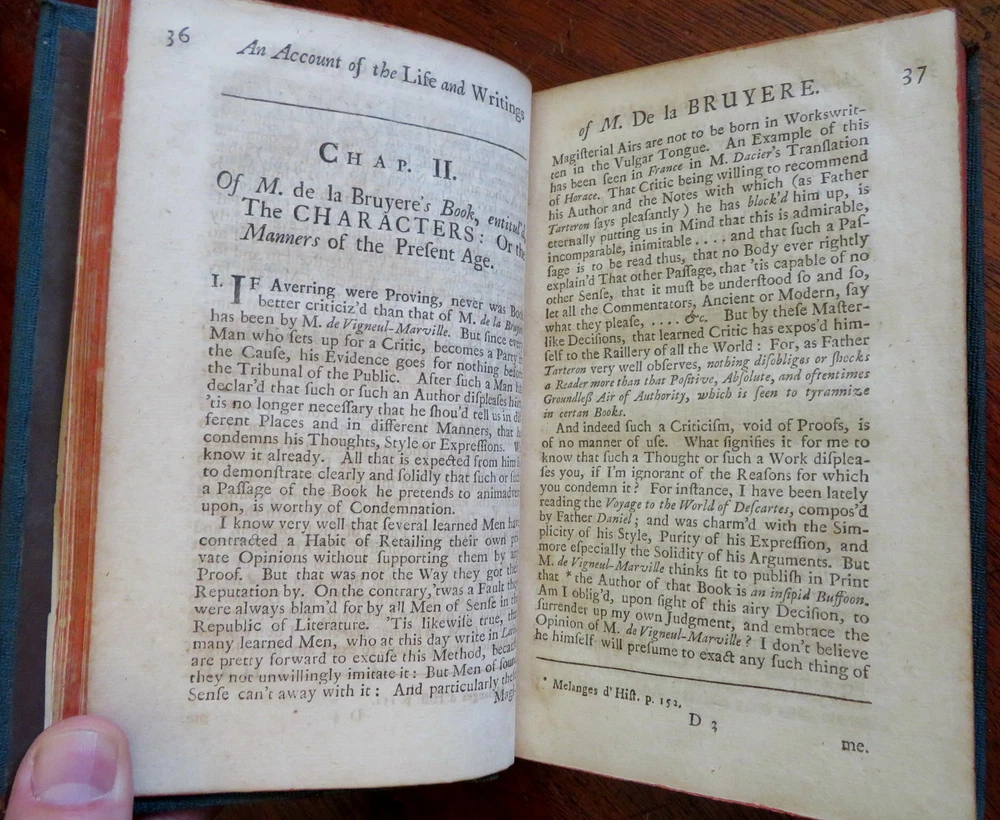 36
An Account of the Life and Writings
CHAP. II.
Of M. de la Bruyere's Book, entitul'd
The CHARACTERS: Or the
Manners of the Preſent Age.
I. IF Averring were Proving, never was Book
better criticiz'd than that of M. de la Bruyere
has been by M. de Vigneul-Marville. But ſince every
Man who ſets up for a Critic, becomes a Party in
the Cauſe, his Evidence goes for nothing before
the Tribunal of the Public. After ſuch a Man has
declar'd that ſuch or ſuch an Author diſpleaſes him,
'tis no longer neceſſary that he ſhou'd tell us in dif-
ferent Places and in different Manners, that he
condemns his Thoughts, Style or Expreſſions. We
know it already. All that is expected from him is
to demonſtrate clearly and ſolidly that ſuch or ſuch
a Paſſage of the Book he pretends to animadvert
upon, is worthy of Condemnation.
I know very well that ſeveral learned Men have
contracted a Habit of Retailing their own pri-
vate Opinions without ſupporting them by any
Proof. But that was not the Way they got their
Reputation by. On the contrary, 'twas a Fault they
were always blam'd for by all Men of Senſe in the
Republic of Literature. 'Tis likewiſe true, that
many learned Men, who at this day write in Latin,
are pretty forward to excuſe this Method, becauſe
they not unwillingly imitate it: But Men of ſound
Senſe can't away with it: And particularly theſe
Magi-
37
of M. De la BRUYERE.
Magiſterial Airs are not to be born in Workswrit-
ten in the Vulgar Tongue. An Example of this
has been ſeen in France in M. Dacier's Tranſlation
of Horace. That Critic being willing to recommend
his Author and the Notes with which (as Father
Tarteron ſays pleaſantly) he has block'd him up, is
eternally putting us in Mind that this is admirable,
incomparable, inimitable . . . . and that ſuch a Paſ-
ſage is to be read thus, that no Body ever rightly
explain'd That other Paſſage, that 'tis capable of no
other Senſe, that it muſt be underſtood ſo and ſo,
let all the Commentators, Ancient or Modern, ſay
what they pleaſe, . . . . &c. But by theſe Maſter-
like Deciſions, that learned Critic has expos'd him-
ſelf to the Raillery of all the World: For, as Father
Tarteron very well obſerves, nothing diſobliges or ſhocks
a Reader more than that Poſitive, Abſolute, and oftentimes
Groundleſs Air of Authority, which is ſeen to tyrannize
in certan Books.
And indeed ſuch a Criticiſm, void of Proofs, is
of no manner of uſe. What ſignifies it for me to
know that ſuch a Thought or ſuch a Work diſplea-
ſes you, if I'm ignorant of the Reaſons for which
you condemn it? For inſtance, I have been lately
reading the Voyage to the World of Deſcartes, compos'd
by Father Daniel; and was charm'd with the Sim-
plicity of his Style, Purity of his Expreſſion, and
more eſpecially the Solidity of his Arguments. But
M. de Vigneul-Marville thinks fit to publiſh in Print
that * the Author of that Book is an inſipid Buffoon.
Am I oblig'd, upon ſight of this airy Deciſion, to
ſurrender up my own Judgment, and embrace the
Opinion of M. de Vigneul-Marville? I don't believe
he himſelf will preſume to exact any ſuch thing of
* Melanges d' Hiſt. p. 152.
D 3
me.